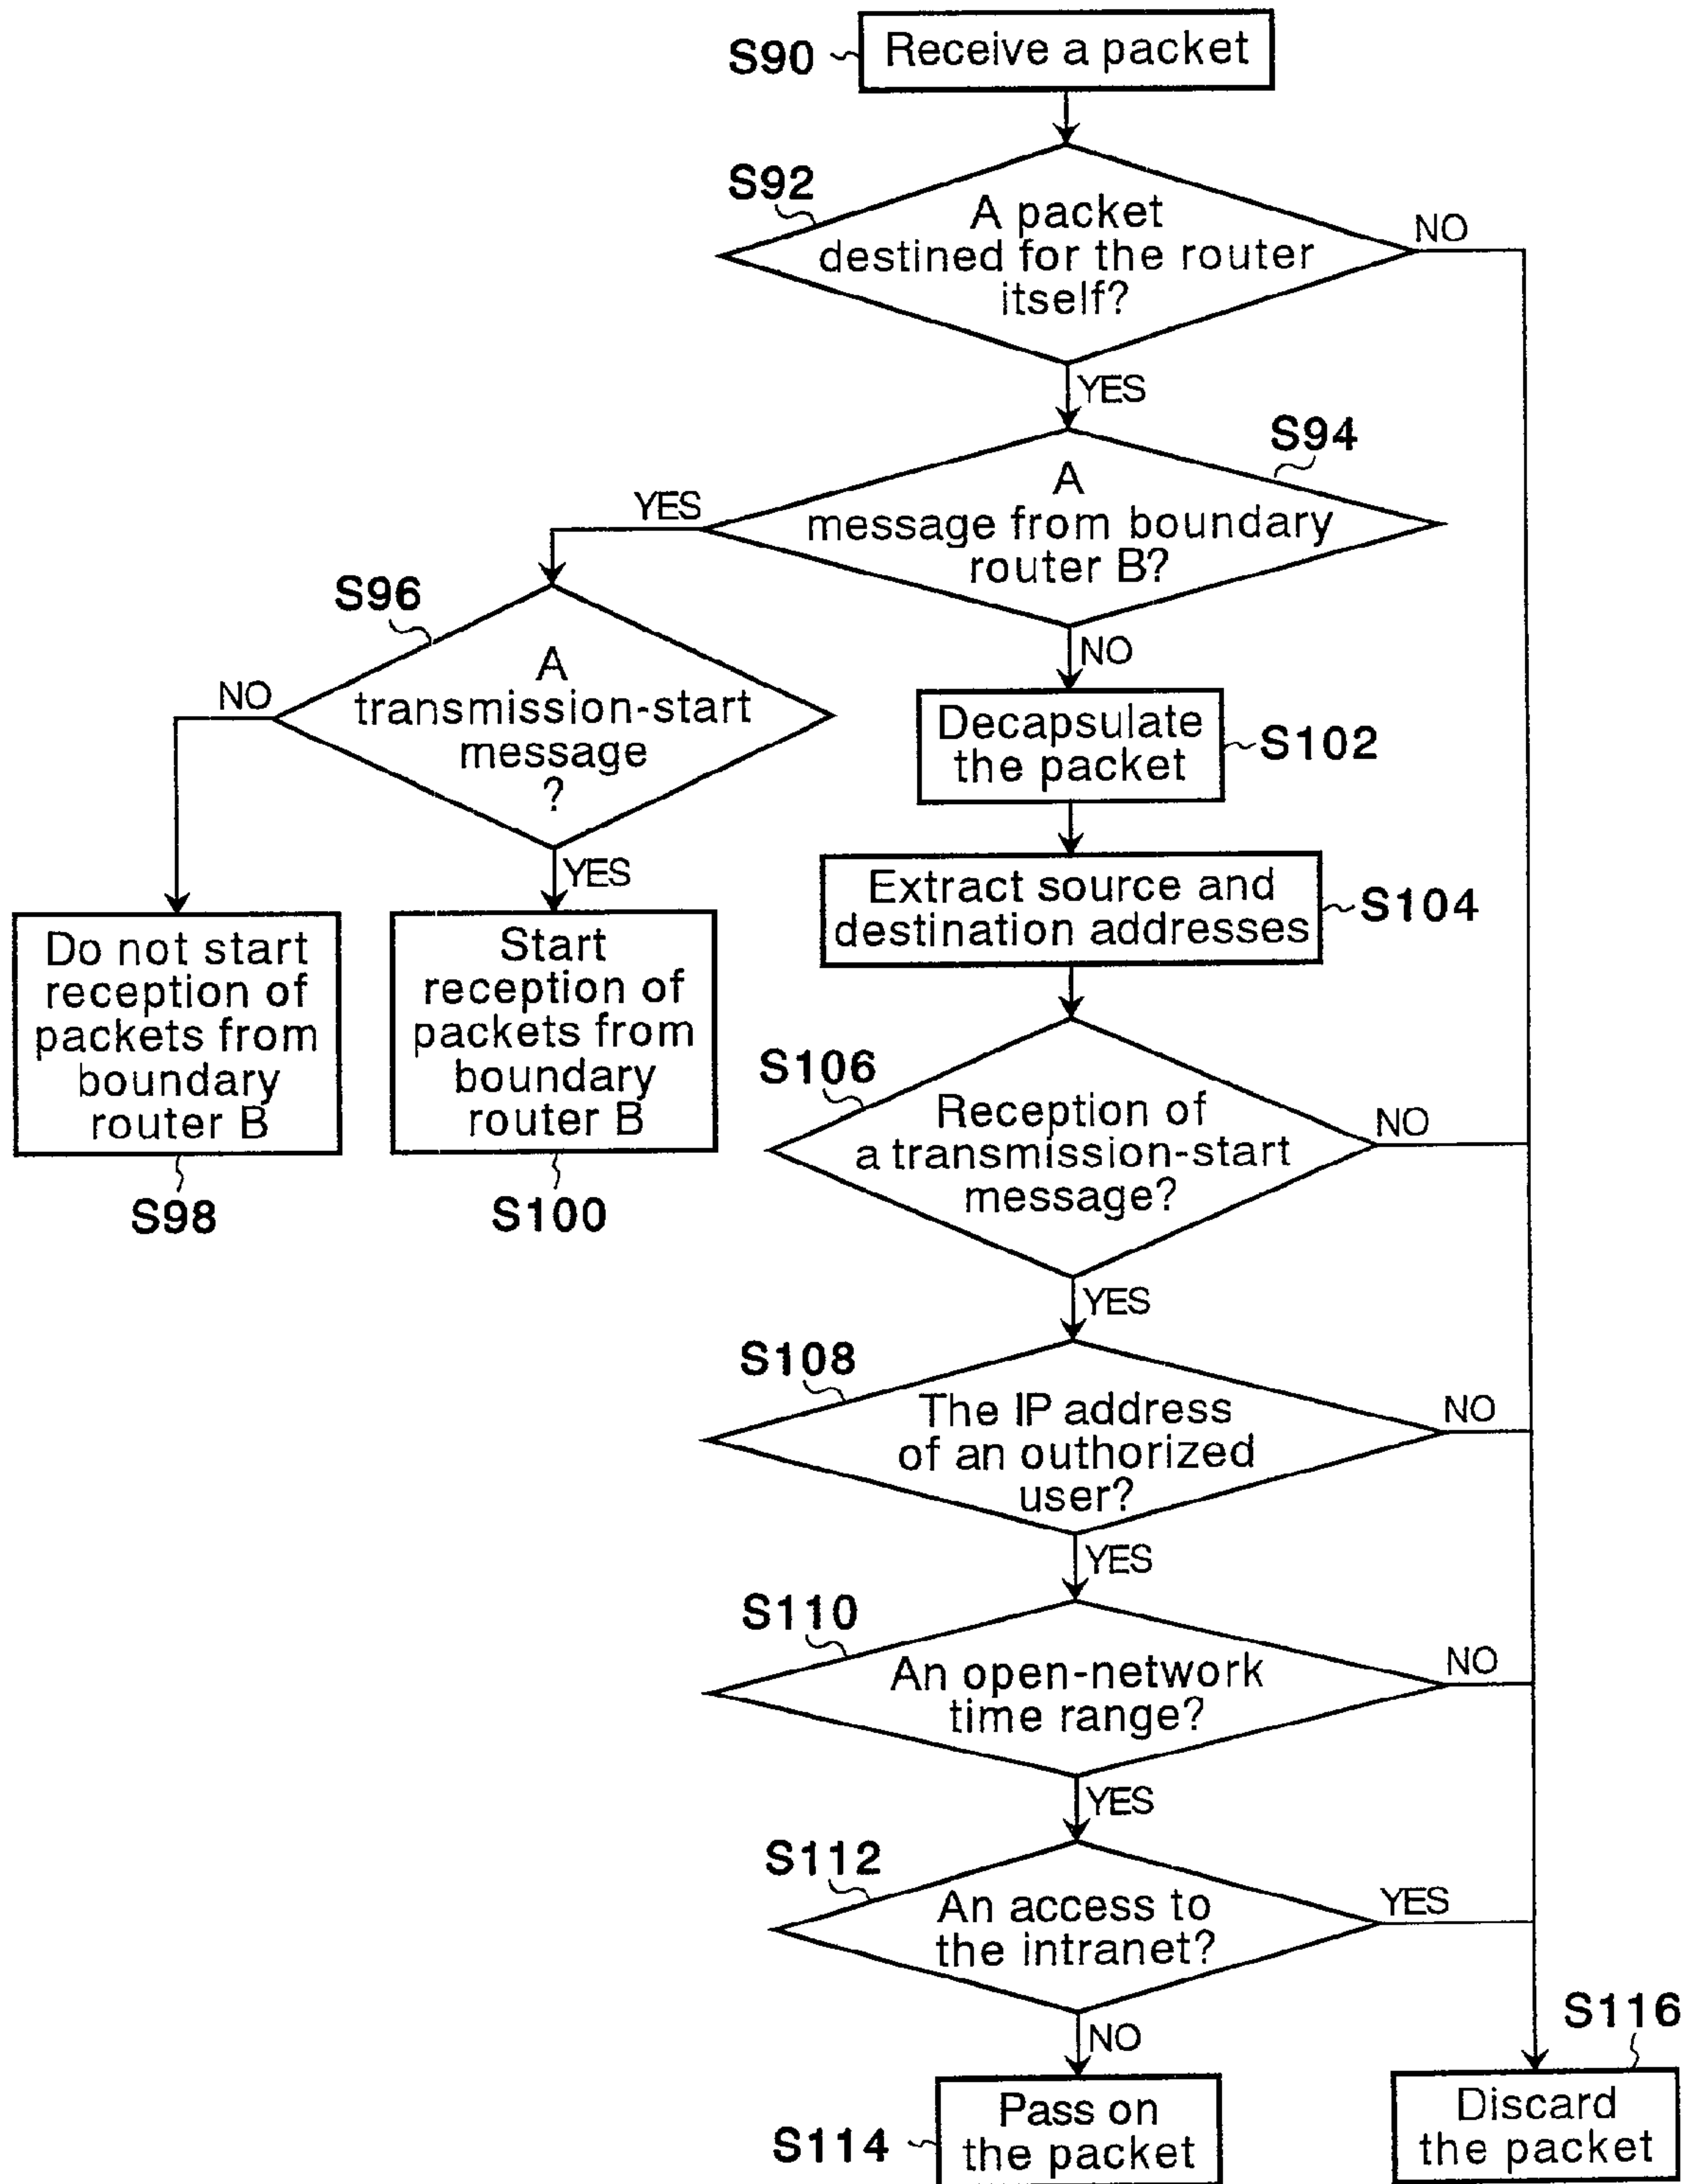 S90
Receive a packet
S92
A packet
destined for the router
itself?
NO
YES
S94
A
message from boundary
router B?
YES
NO
S96
A
transmission-start
message
?
NO
YES
Decapsulate
the packet
S102
Extract source and
destination addresses
S104
Do not start
reception of
packets from
boundary
router B
S98
Start
reception of
packets from
boundary
router B
S100
S106
Reception of
a transmission-start
message?
NO
YES
S108
The IP address
of an outhorized
user?
NO
YES
S110
An open-network
time range?
NO
YES
S112
An access to
the intranet?
YES
NO
S114
Pass on
the packet
S116
Discard
the packet